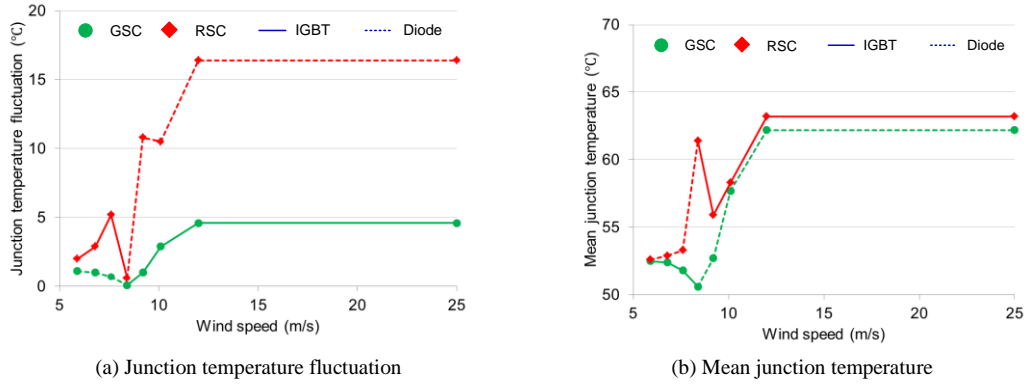 Junction temperature fluctuation (℃)
20
15
10
5
0
GSC RSC IGBT Diode
5 10 15 20 25
Wind speed (m/s)
(a) Junction temperature fluctuation
Mean junction temperature (℃)
70
65
60
55
50
GSC RSC IGBT Diode
5 10 15 20 25
Wind speed (m/s)
(b) Mean junction temperature